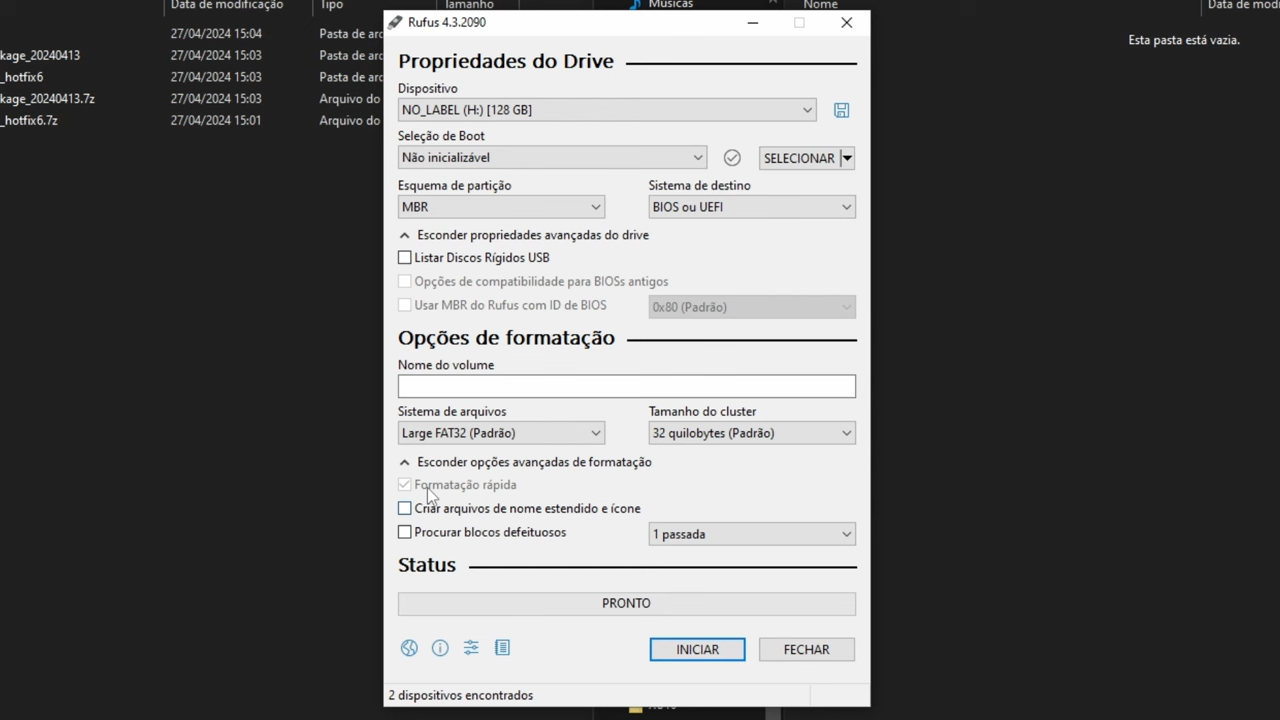 Data de modificação Tipo Tamanho Músicas Nome Data de mod
27/04/2024 15:04 Pasta de arc
kage_20240413 27/04/2024 15:03 Pasta de arc
_hotfix6 27/04/2024 15:03 Pasta de arc
kage_20240413.7z 27/04/2024 15:03 Arquivo do
_hotfix6.7z 27/04/2024 15:01 Arquivo do
Esta pasta está vazia.
Rufus 4.3.2090
Propriedades do Drive
Dispositivo
NO_LABEL (H:) [128 GB]
Seleção de Boot
Não inicializável SELECIONAR
Esquema de partição Sistema de destino
MBR BIOS ou UEFI
Esconder propriedades avançadas do drive
Listar Discos Rígidos USB
Opções de compatibilidade para BIOSs antigos
Usar MBR do Rufus com ID de BIOS 0x80 (Padrão)
Opções de formatação
Nome do volume
Sistema de arquivos Tamanho do cluster
Large FAT32 (Padrão) 32 quilobytes (Padrão)
Esconder opções avançadas de formatação
Formatação rápida
Criar arquivos de nome estendido e ícone
Procurar blocos defeituosos 1 passada
Status
PRONTO
INICIAR FECHAR
2 dispositivos encontrados